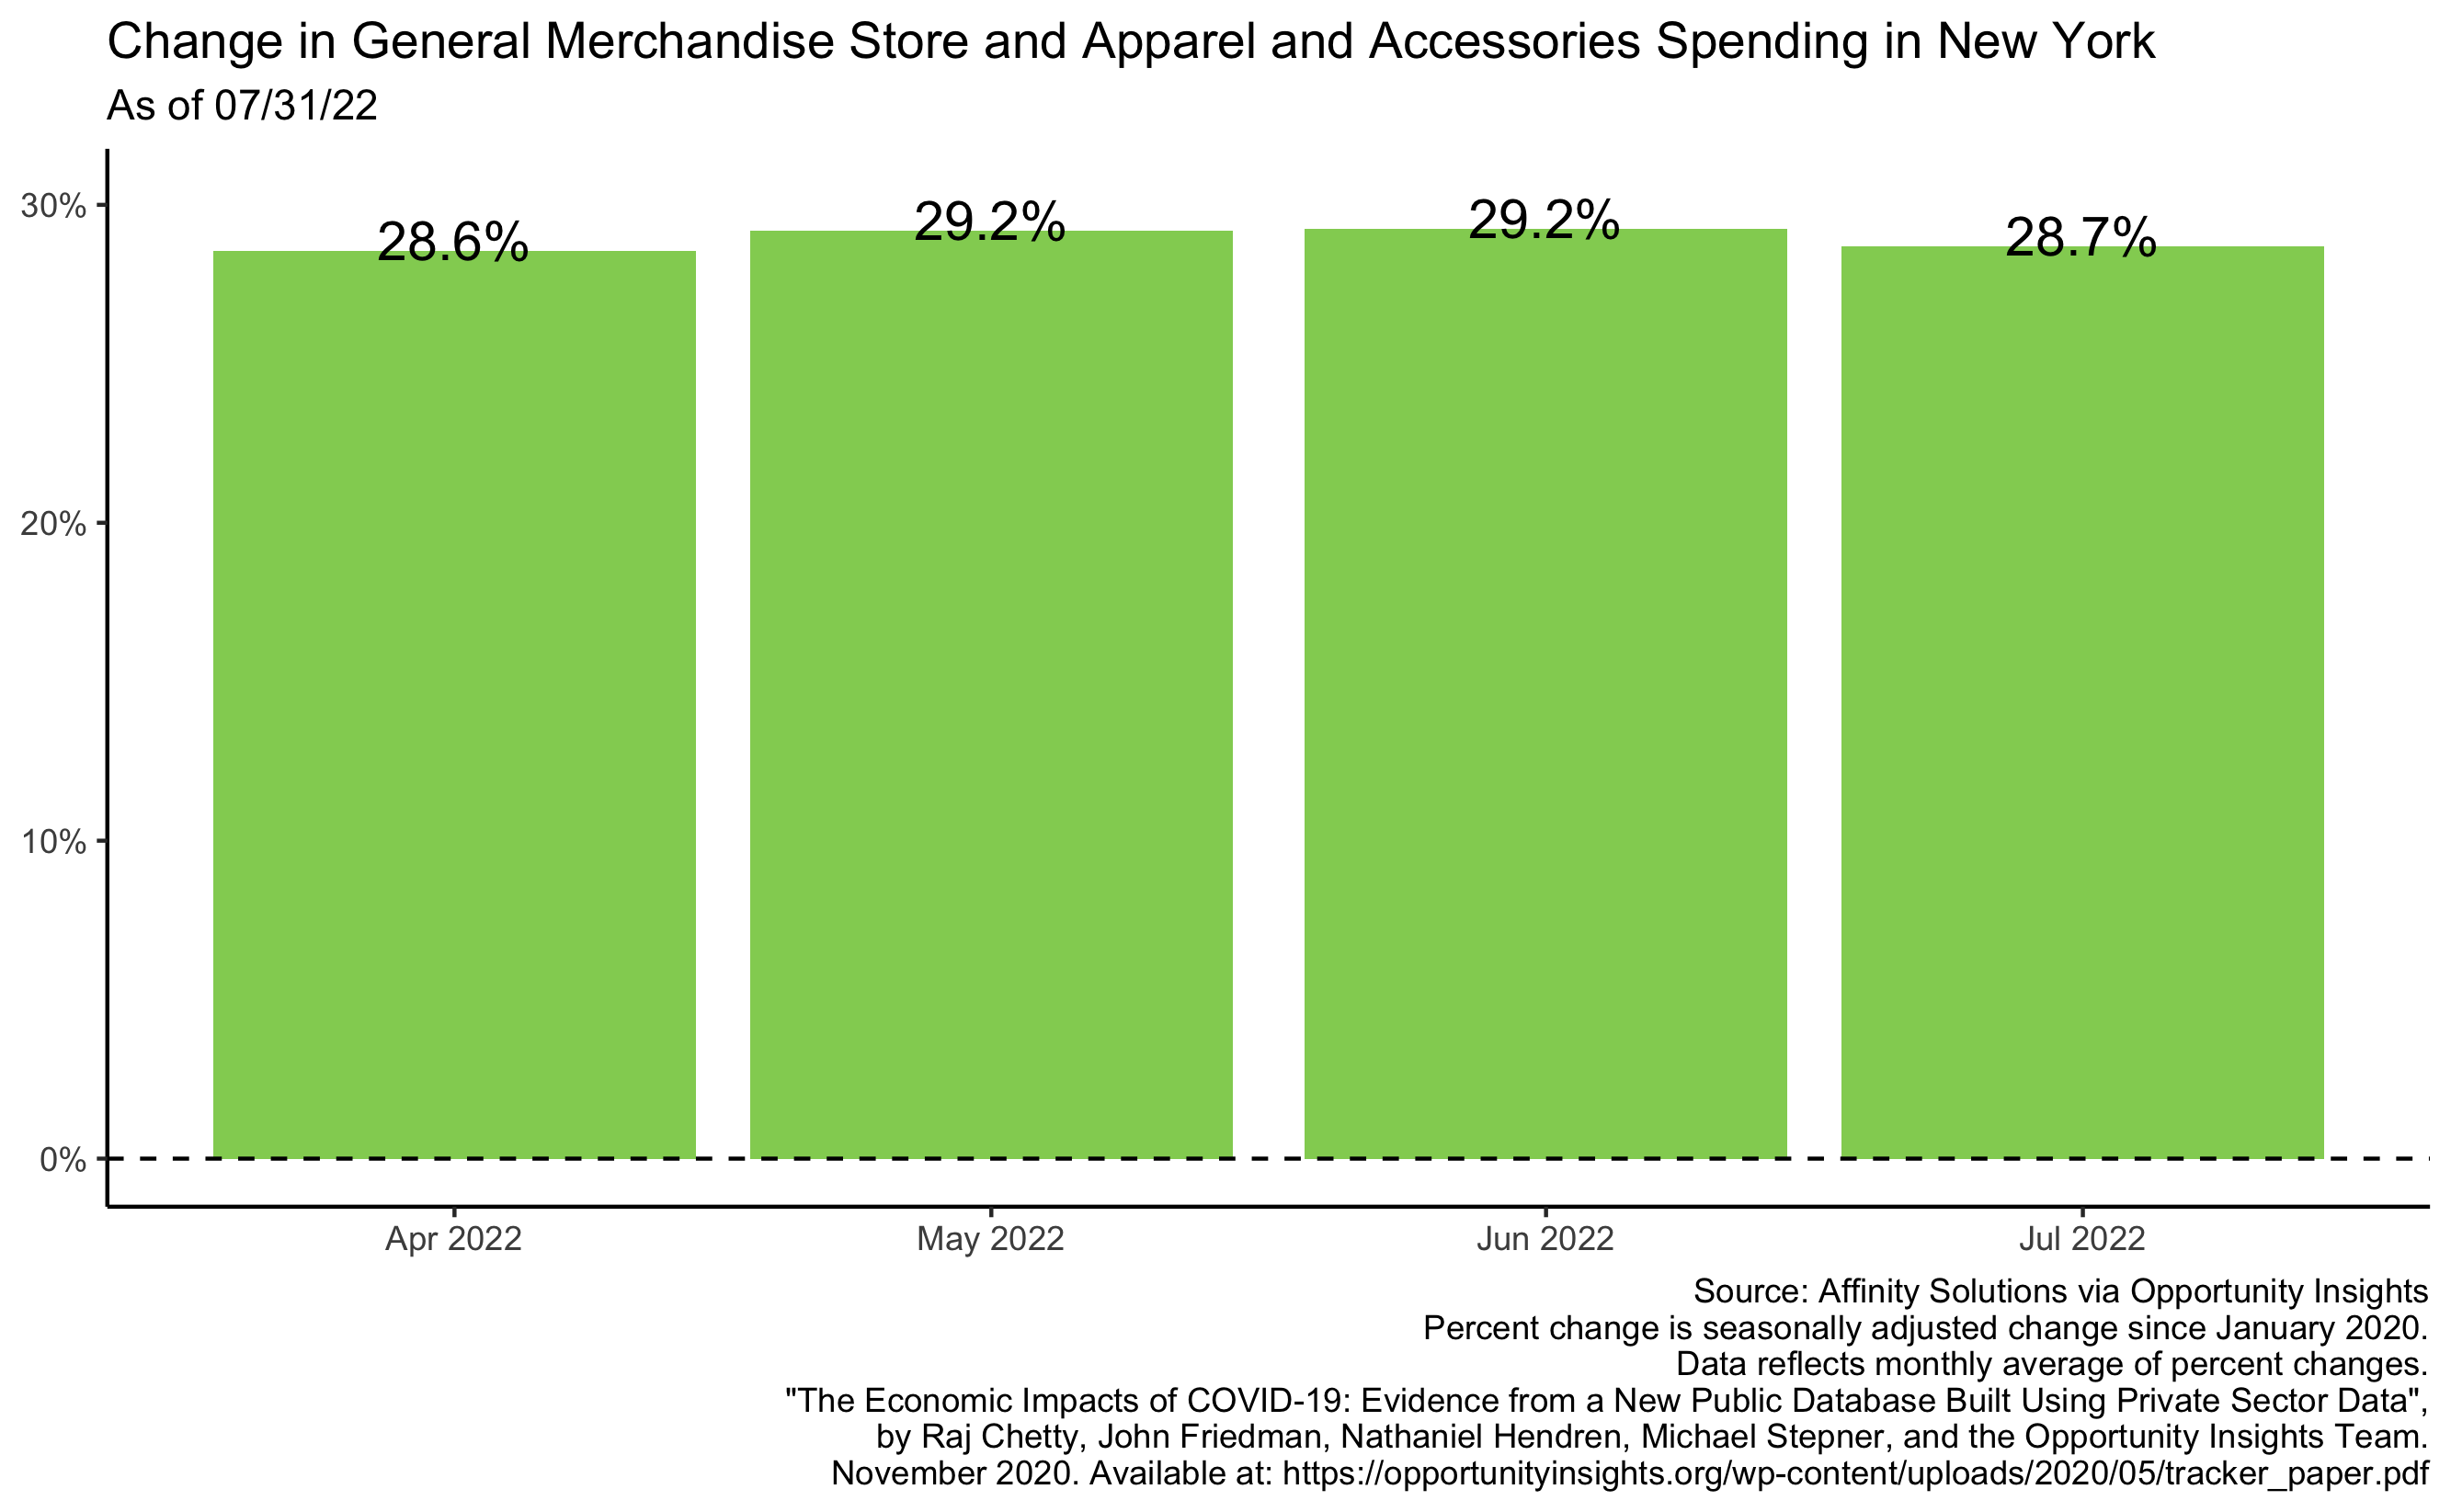 Change in General Merchandise Store and Apparel and Accessories Spending in New York
As of 07/31/22
30%
20%
10%
0%
28.6%
29.2%
29.2%
28.7%
Apr 2022
May 2022
Jun 2022
Jul 2022
Source: Affinity Solutions via Opportunity Insights
Percent change is seasonally adjusted change since January 2020.
Data reflects monthly average of percent changes.
"The Economic Impacts of COVID-19: Evidence from a New Public Database Built Using Private Sector Data",
by Raj Chetty, John Friedman, Nathaniel Hendren, Michael Stepner, and the Opportunity Insights Team.
November 2020. Available at: https://opportunityinsights.org/wp-content/uploads/2020/05/tracker_paper.pdf